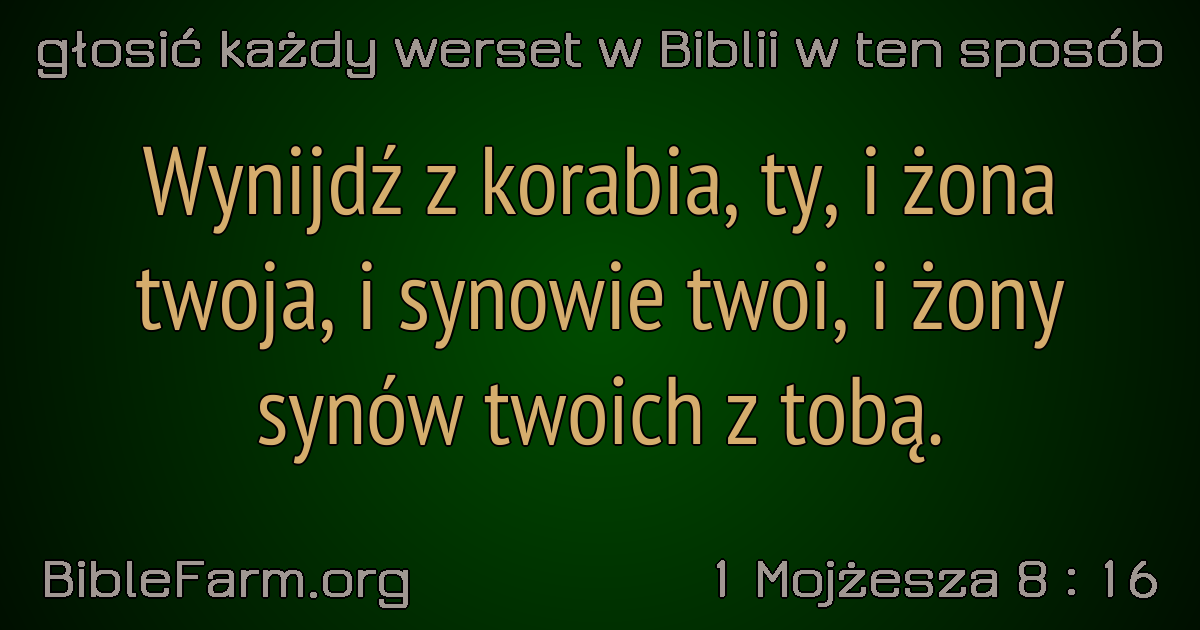 głosić każdy werset w Biblii w ten sposób
Wynijdź z korabia, ty, i żona
twoja, i synowie twoi, i żony
synów twoich z tobą.
BibleFarm.org
1 Mojżesza 8 : 16